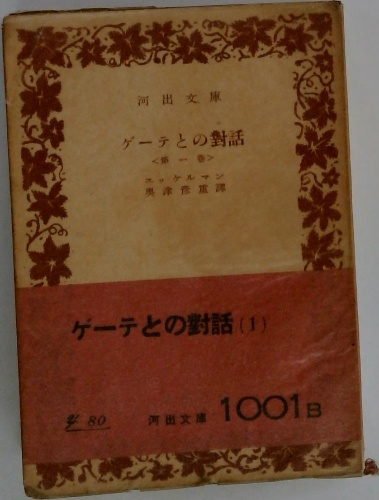 河出文庫
ゲーテとの對話
<第一卷>
エッケルマン
奥津彦重譯
ゲーテとの對話(1)
¥ 80
河出文庫 1001B